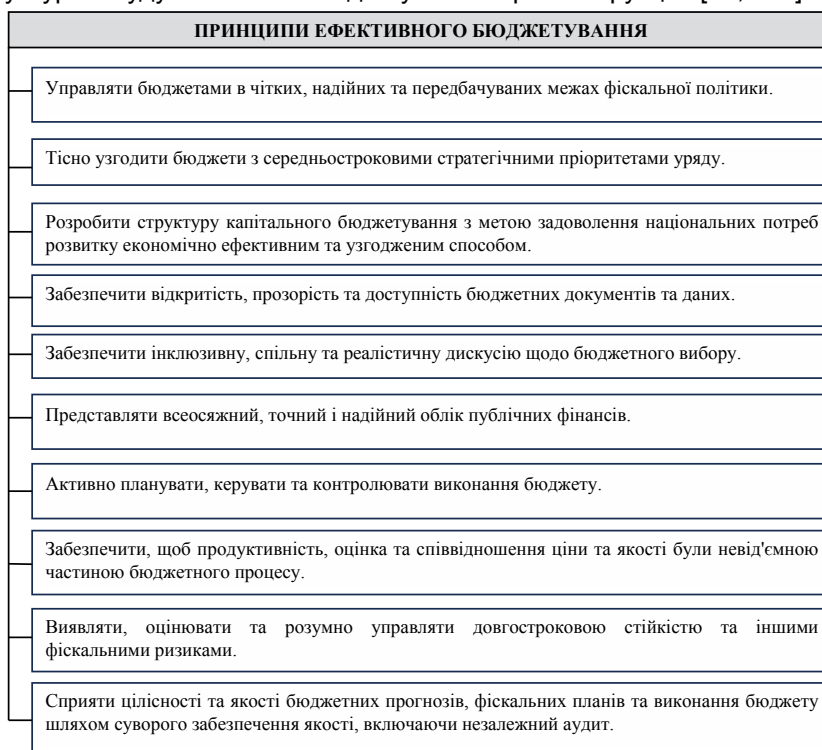 ПРИНЦИПИ ЕФЕКТИВНОГО БЮДЖЕТУВАННЯ
Управляти бюджетами в чітких, надійних та передбачуваних межах фіскальної політики.
Тісно узгодити бюджети з середньостроковими стратегічними пріоритетами уряду.
Розробити структуру капітального бюджетування з метою задоволення національних потреб
розвитку економічно ефективним та узгодженим способом.
Забезпечити відкритість, прозорість та доступність бюджетних документів та даних.
Забезпечити інклюзивну, спільну та реалістичну дискусію щодо бюджетного вибору.
Представляти всеосяжний, точний і надійний облік публічних фінансів.
Активно планувати, керувати та контролювати виконання бюджету.
Забезпечити, щоб продуктивність, оцінка та співвідношення ціни та якості були невід'ємною
частиною бюджетного процесу.
Виявляти, оцінювати та розумно управляти довгостроковою стійкістю та іншими
фіскальними ризиками.
Сприяти цілісності та якості бюджетних прогнозів, фіскальних планів та виконання бюджету
шляхом суворого забезпечення якості, включаючи незалежний аудит.